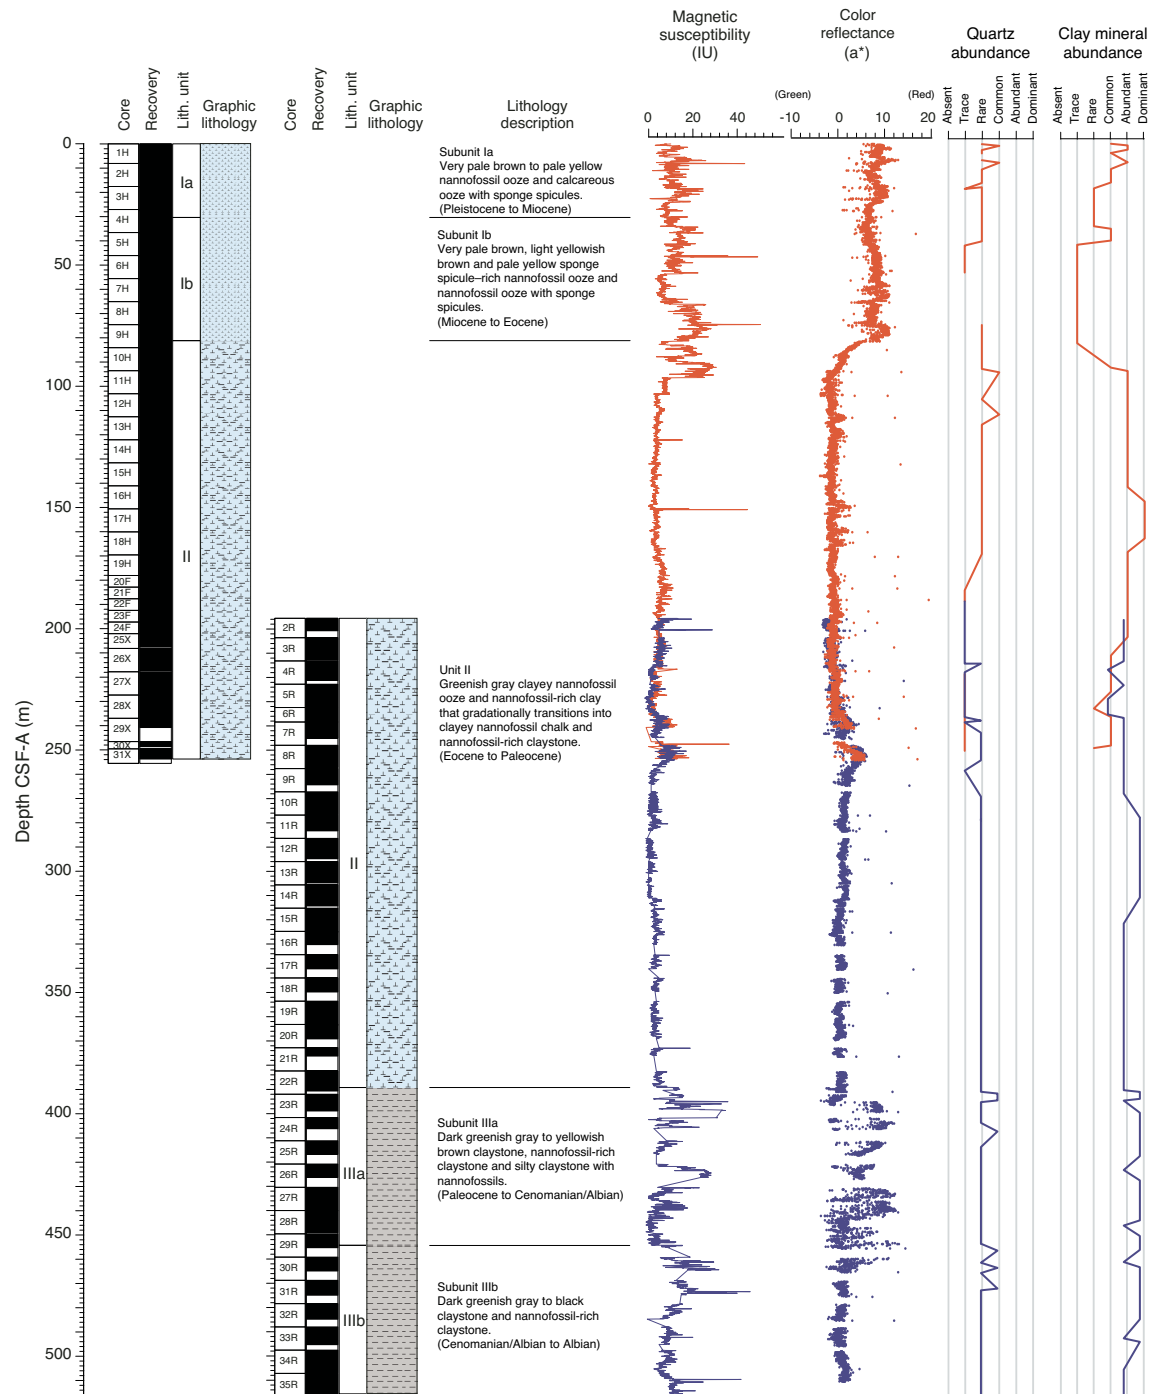 Magnetic
susceptibility
(IU)
Color
reflectance
(a*)
Quartz
abundance
Clay mineral
abundance
Core
Recovery
Lith. unit
Graphic
lithology
Core
Recovery
Lith. unit
Graphic
lithology
Lithology
description
(Green)
(Red)
0 20 40
-10 0 10 20
Absent
Trace
Rare
Common
Abundant
Dominant
Absent
Trace
Rare
Common
Abundant
Dominant
Depth CSF-A (m)
0
50
100
150
200
250
300
350
400
450
500
1H
2H
3H
4H
5H
6H
7H
8H
9H
10H
11H
12H
13H
14H
15H
16H
17H
18H
19H
20F
21F
22F
23F
24F
25X
26X
27X
28X
29X
30X
31X
Ia
Ib
II
2R
3R
4R
5R
6R
7R
8R
9R
10R
11R
12R
13R
14R
15R
16R
17R
18R
19R
20R
21R
22R
23R
24R
25R
26R
27R
28R
29R
30R
31R
32R
33R
34R
35R
II
IIIa
IIIb
Subunit Ia
Very pale brown to pale yellow
nannofossil ooze and calcareous
ooze with sponge spicules.
(Pleistocene to Miocene)
Subunit Ib
Very pale brown, light yellowish
brown and pale yellow sponge
spicule–rich nannofossil ooze and
nannofossil ooze with sponge
spicules.
(Miocene to Eocene)
Unit II
Greenish gray clayey nannofossil
ooze and nannofossil-rich clay
that gradationally transitions into
clayey nannofossil chalk and
nannofossil-rich claystone.
(Eocene to Paleocene)
Subunit IIIa
Dark greenish gray to yellowish
brown claystone, nannofossil-rich
claystone and silty claystone with
nannofossils.
(Paleocene to Cenomanian/Albian)
Subunit IIIb
Dark greenish gray to black
claystone and nannofossil-rich
claystone.
(Cenomanian/Albian to Albian)